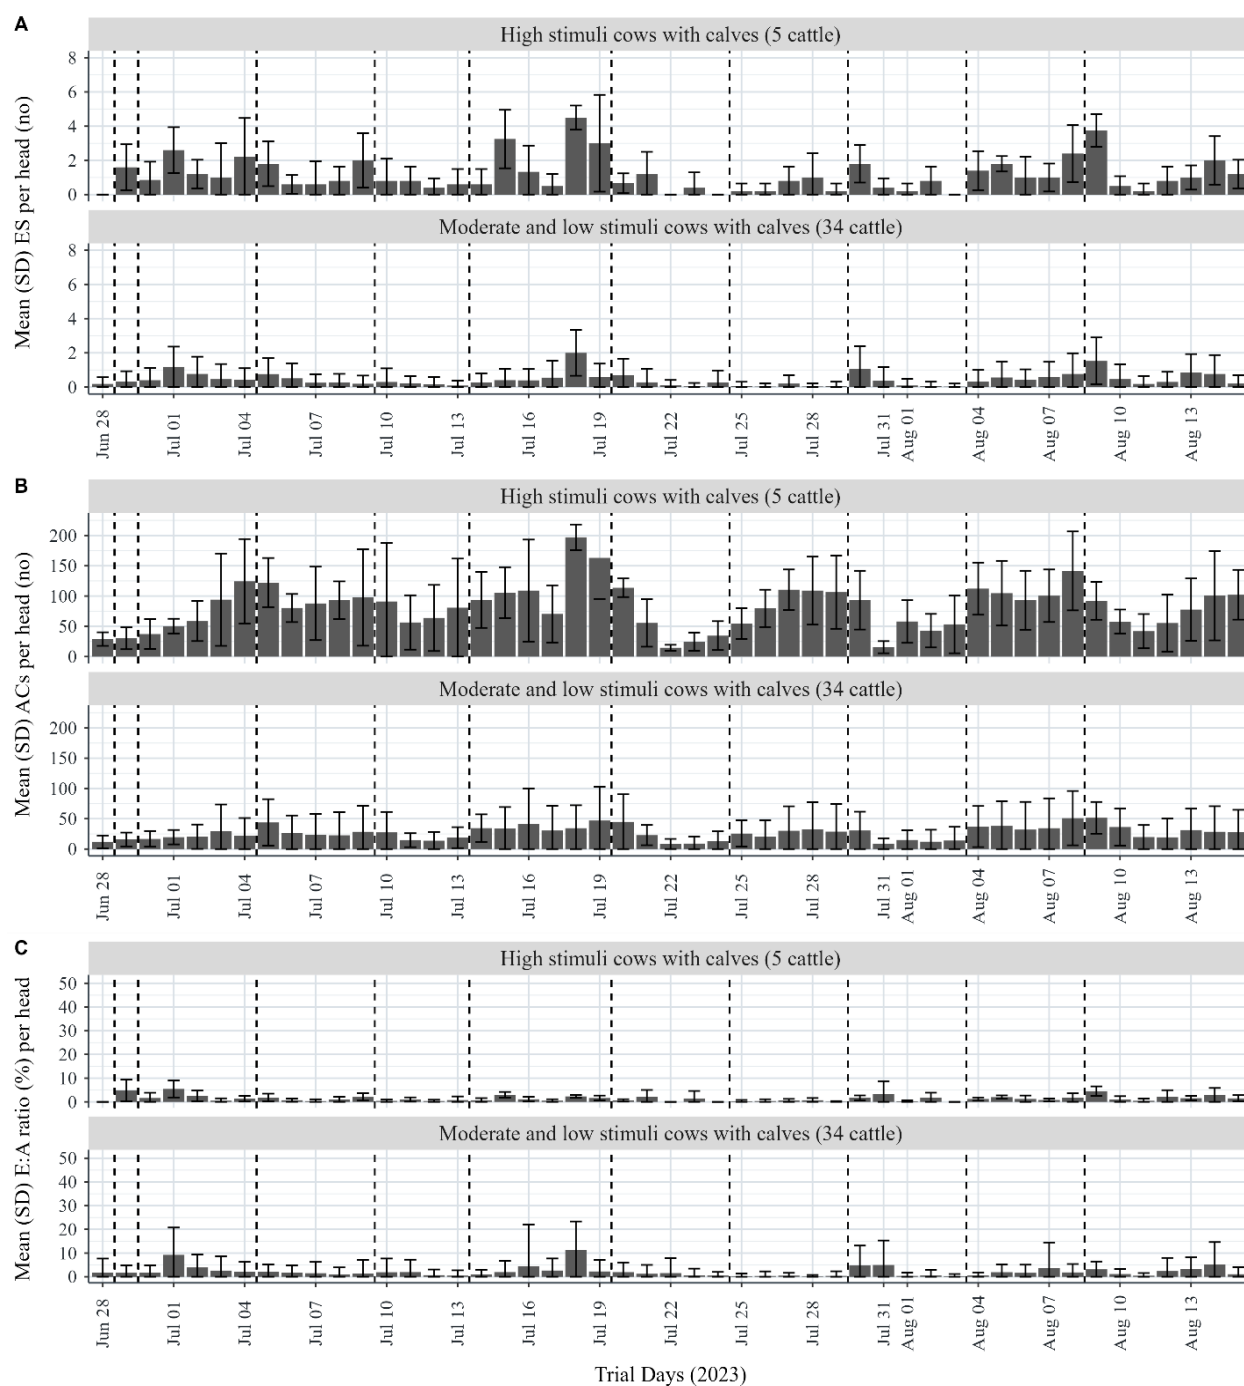 A
High stimuli cows with calves (5 cattle)
8
6
4
2
0
Moderate and low stimuli cows with calves (34 cattle)
8
6
4
2
0
Mean (SD) ES per head (no)
Jun 28 Jul 01 Jul 04 Jul 07 Jul 10 Jul 13 Jul 16 Jul 19 Jul 22 Jul 25 Jul 28 Jul 31 Aug 01 Aug 04 Aug 07 Aug 10 Aug 13
B
High stimuli cows with calves (5 cattle)
200
150
100
50
0
Moderate and low stimuli cows with calves (34 cattle)
200
150
100
50
0
Mean (SD) ACs per head (no)
Jun 28 Jul 01 Jul 04 Jul 07 Jul 10 Jul 13 Jul 16 Jul 19 Jul 22 Jul 25 Jul 28 Jul 31 Aug 01 Aug 04 Aug 07 Aug 10 Aug 13
C
High stimuli cows with calves (5 cattle)
50
40
30
20
10
0
Moderate and low stimuli cows with calves (34 cattle)
50
40
30
20
10
0
Mean (SD) E:A ratio (%) per head
Jun 28 Jul 01 Jul 04 Jul 07 Jul 10 Jul 13 Jul 16 Jul 19 Jul 22 Jul 25 Jul 28 Jul 31 Aug 01 Aug 04 Aug 07 Aug 10 Aug 13
Trial Days (2023)